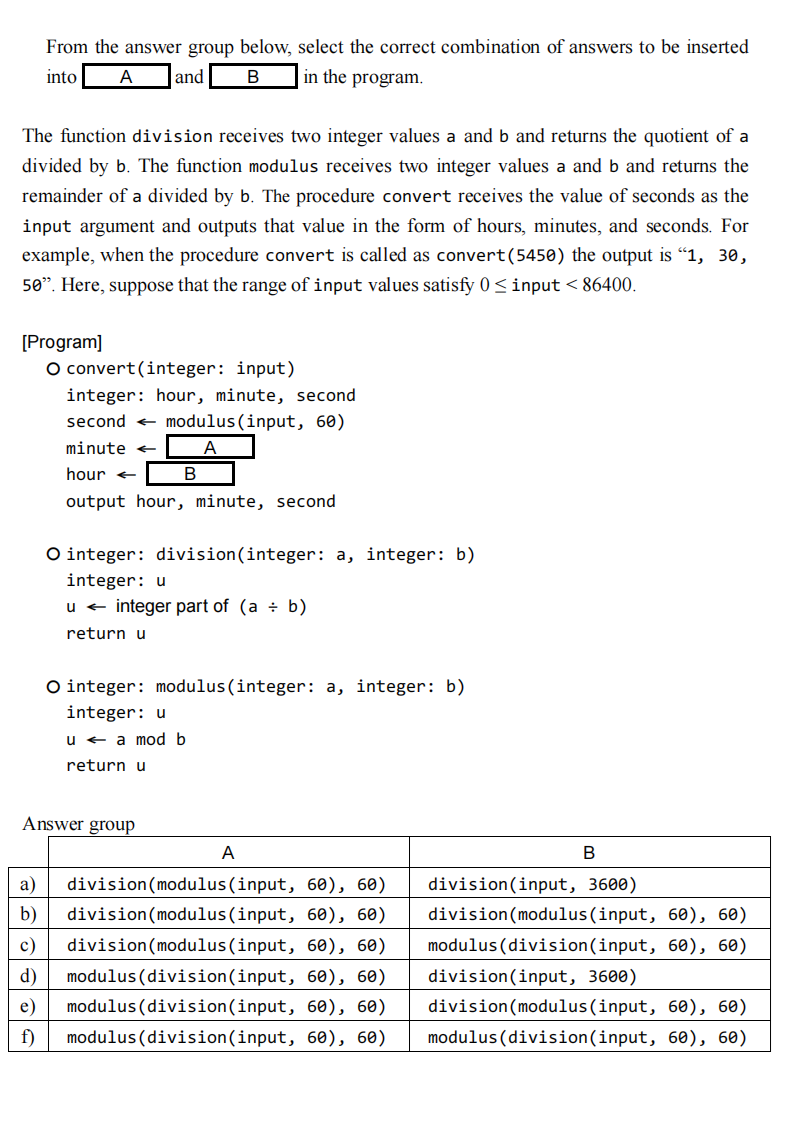 From the answer group below, select the correct combination of answers to be inserted
into A and B in the program.
The function division receives two integer values a and b and returns the quotient of a
divided by b. The function modulus receives two integer values a and b and returns the
remainder of a divided by b. The procedure convert receives the value of seconds as the
input argument and outputs that value in the form of hours, minutes, and seconds. For
example, when the procedure convert is called as convert(5450) the output is “1, 30,
50”. Here, suppose that the range of input values satisfy 0 ≤ input < 86400.
[Program]
○ convert(integer: input)
integer: hour, minute, second
second ← modulus(input, 60)
minute ← A
hour ← B
output hour, minute, second
○ integer: division(integer: a, integer: b)
integer: u
u ← integer part of (a ÷ b)
return u
○ integer: modulus(integer: a, integer: b)
integer: u
u ← a mod b
return u
Answer group
A B
a) division(modulus(input, 60), 60) division(input, 3600)
b) division(modulus(input, 60), 60) division(modulus(input, 60), 60)
c) division(modulus(input, 60), 60) modulus(division(input, 60), 60)
d) modulus(division(input, 60), 60) division(input, 3600)
e) modulus(division(input, 60), 60) division(modulus(input, 60), 60)
f) modulus(division(input, 60), 60) modulus(division(input, 60), 60)